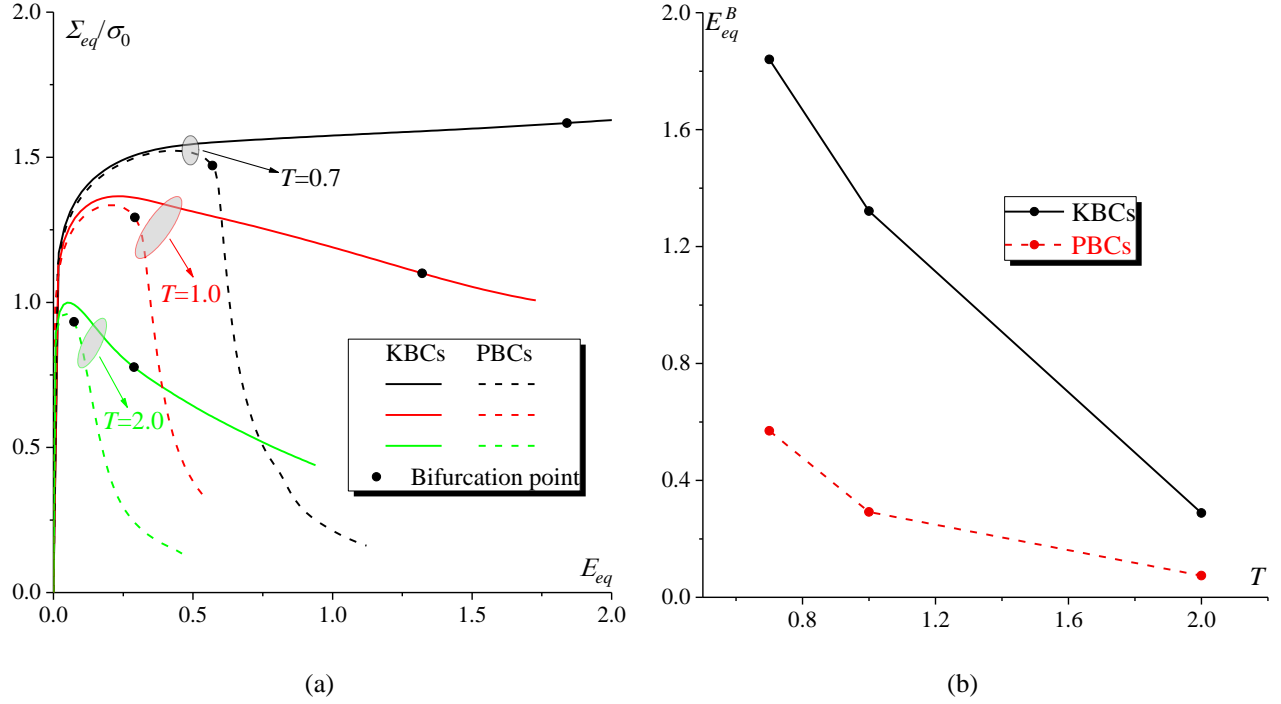 2.0
1.5
1.0
0.5
0.0
Σeq/σ0
T=0.7
T=1.0
T=2.0
KBCs PBCs
Bifurcation point
Eeq
0.0 0.5 1.0 1.5 2.0
(a)
2.0
1.6
1.2
0.8
0.4
0.0
E^B_eq
KBCs
PBCs
T
0.8 1.2 1.6 2.0
(b)